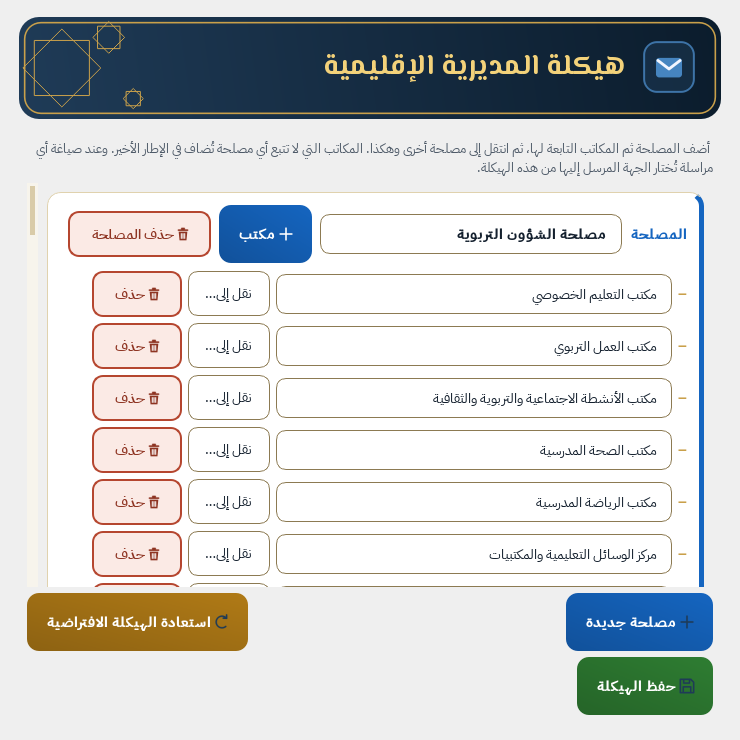 هيكلة المديرية الإقليمية
أضف المصلحة ثم المكاتب التابعة لها، ثم انتقل إلى مصلحة أخرى وهكذا. المكاتب التي لا تتبع أي مصلحة تُضاف في الإطار الأخير. وعند صياغة أي
مراسلة تُختار الجهة المرسل إليها من هذه الهيكلة.
المصلحة مصلحة الشؤون التربوية مكتب حذف المصلحة
– مكتب التعليم الخصوصي نقل إلى... حذف
– مكتب العمل التربوي نقل إلى... حذف
– مكتب الأنشطة الاجتماعية والتربوية والثقافية نقل إلى... حذف
– مكتب الصحة المدرسية نقل إلى... حذف
– مكتب الرياضة المدرسية نقل إلى... حذف
– مركز الوسائل التعليمية والمكتبيات نقل إلى... حذف
مصلحة جديدة استعادة الهيكلة الافتراضية
حفظ الهيكلة